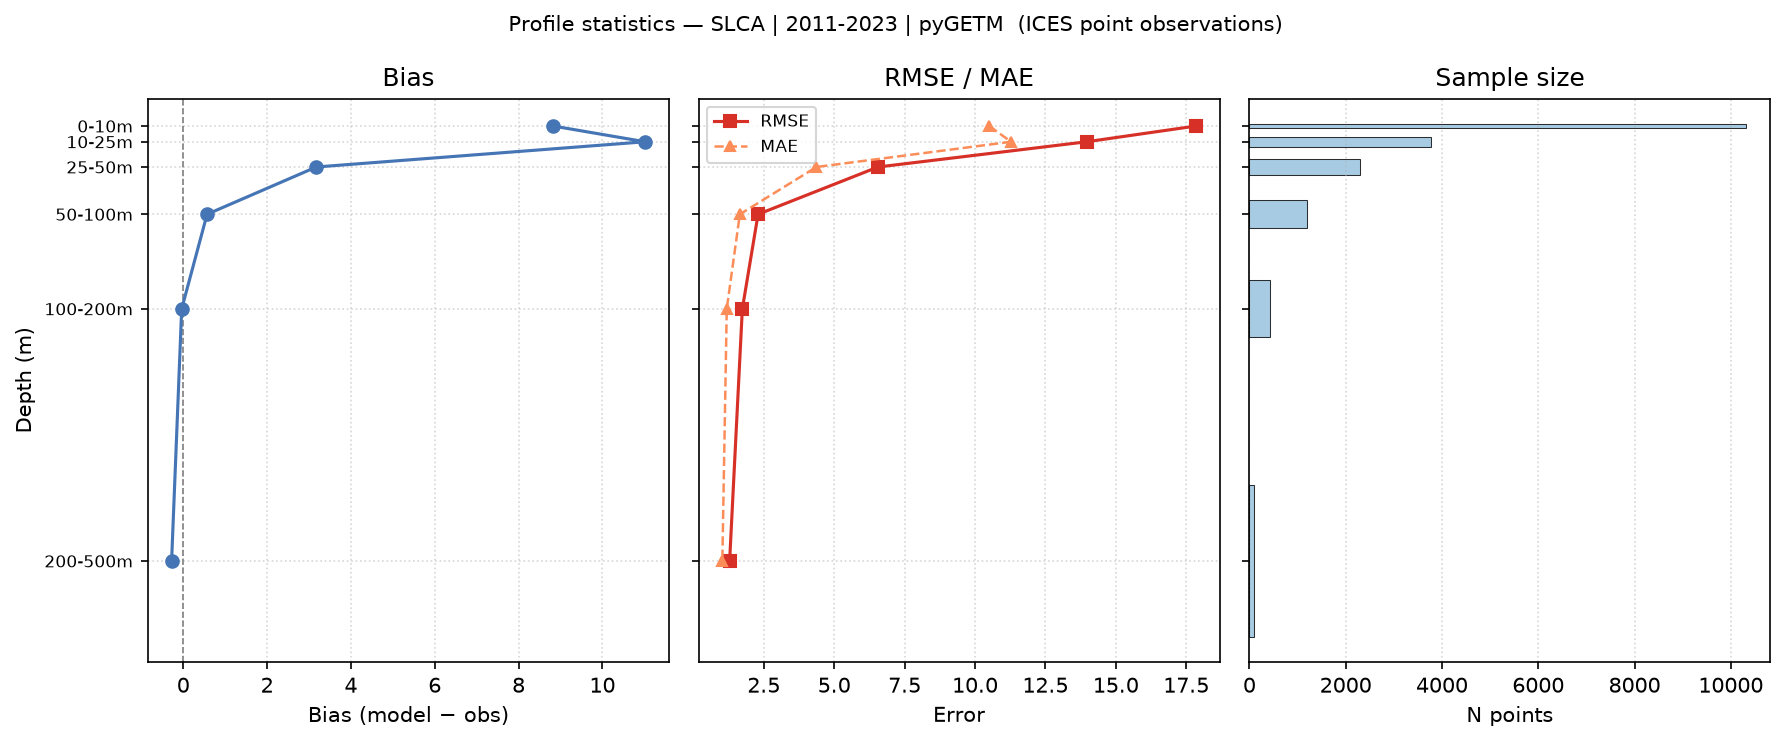 Profile statistics — SLCA | 2011-2023 | pyGETM  (ICES point observations)
Bias
RMSE / MAE
Sample size
Depth (m)
0-10m
10-25m
25-50m
50-100m
100-200m
200-500m
RMSE
MAE
0 2 4 6 8 10
Bias (model − obs)
2.5 5.0 7.5 10.0 12.5 15.0 17.5
Error
0 2000 4000 6000 8000 10000
N points